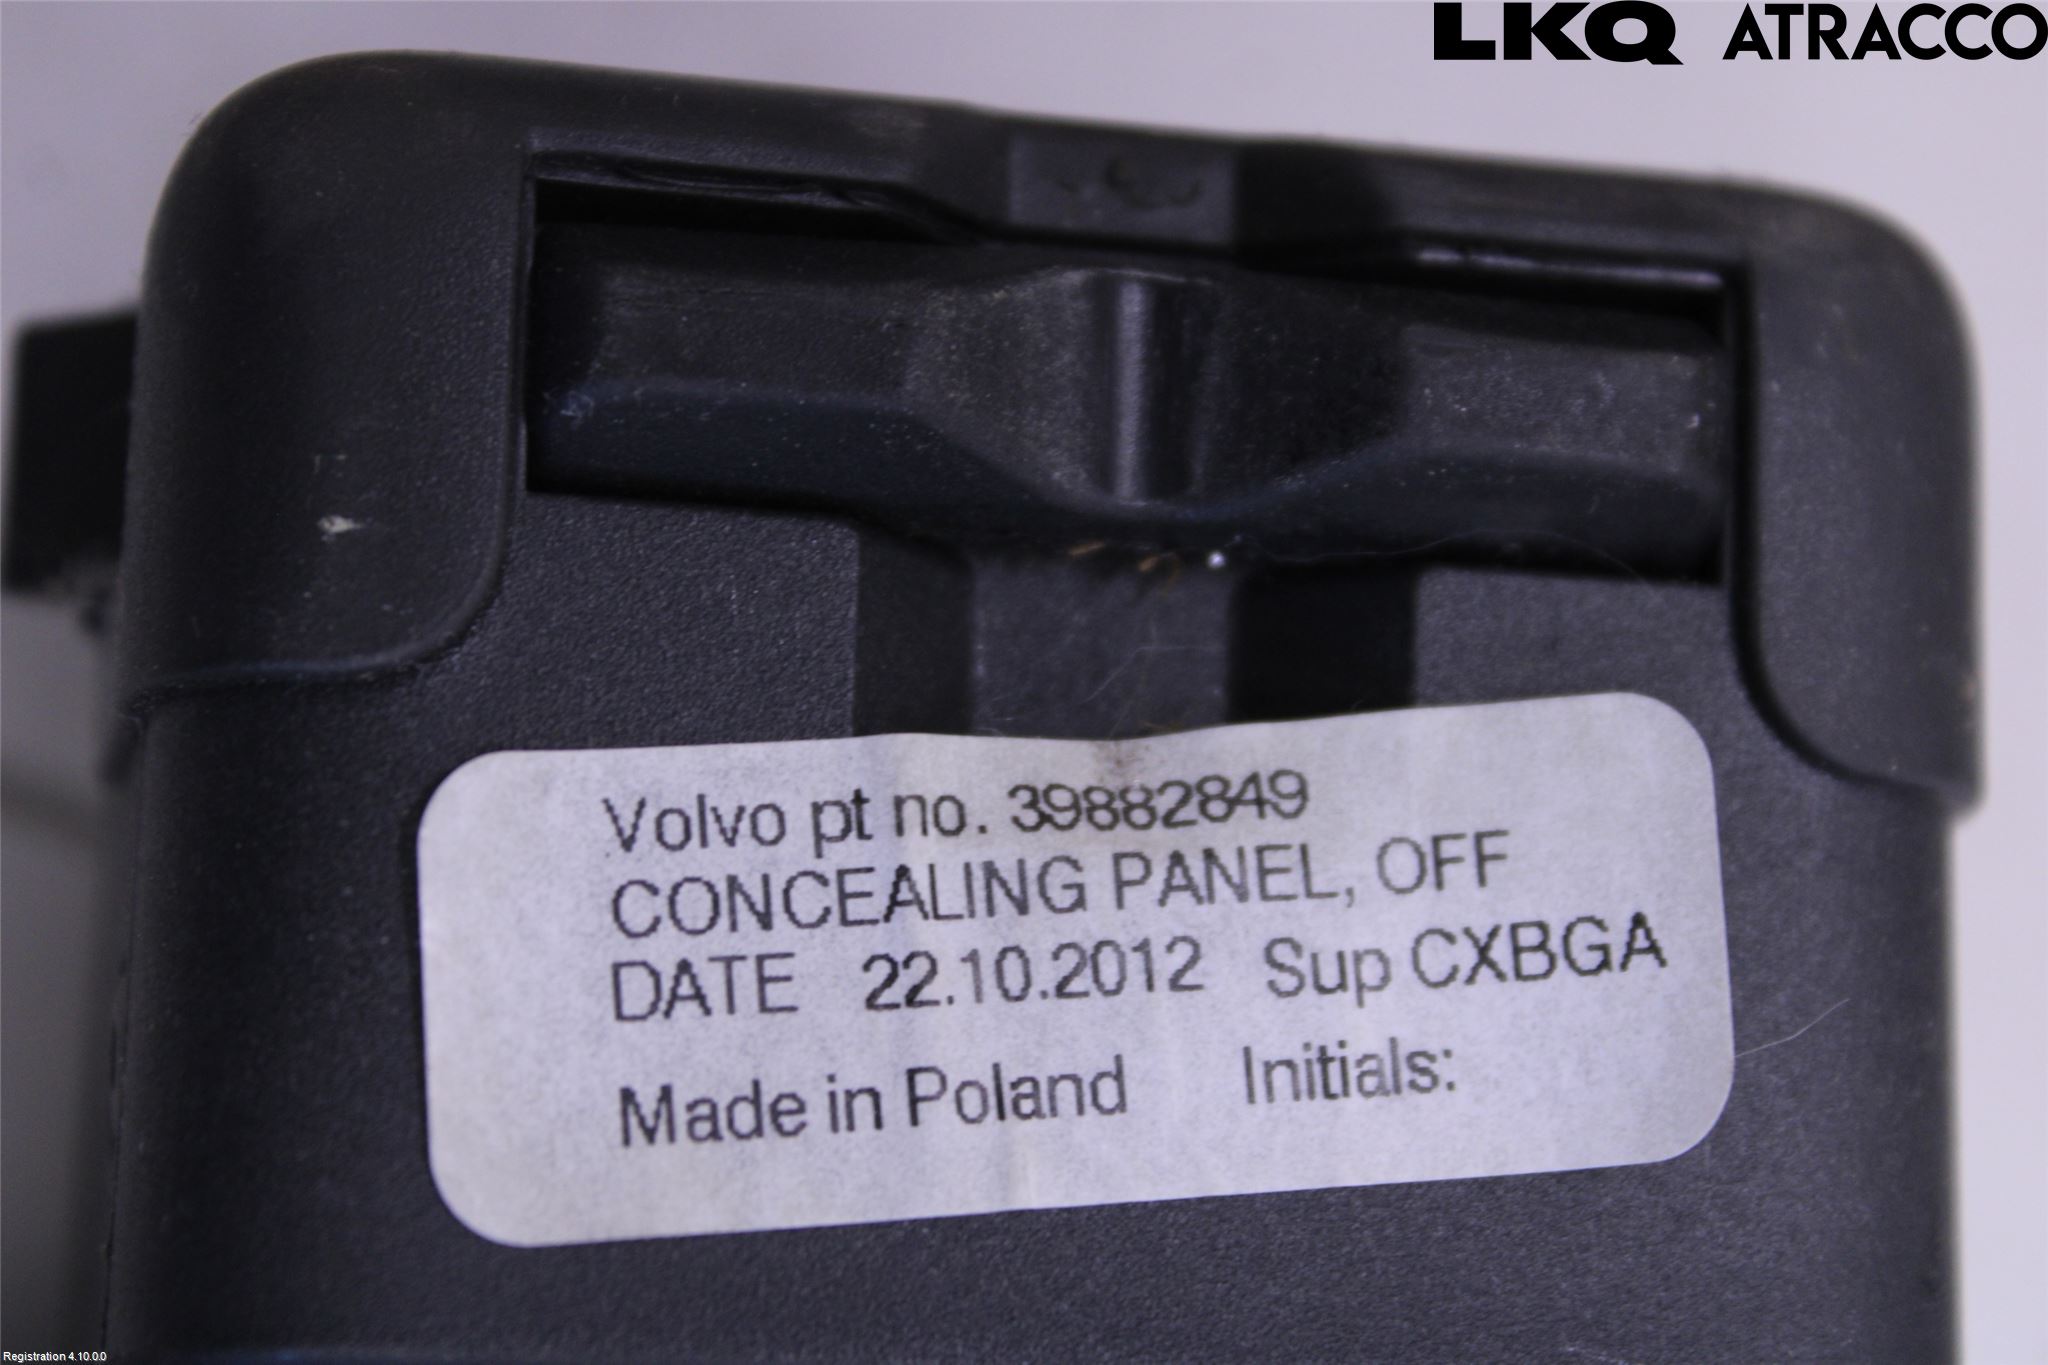 LKQ ATRACCO
Volvo pt no. 39882849
CONCEALING PANEL, OFF
DATE 22.10.2012 Sup CXBGA
Made in Poland Initials:
Registration 4.10.0.0